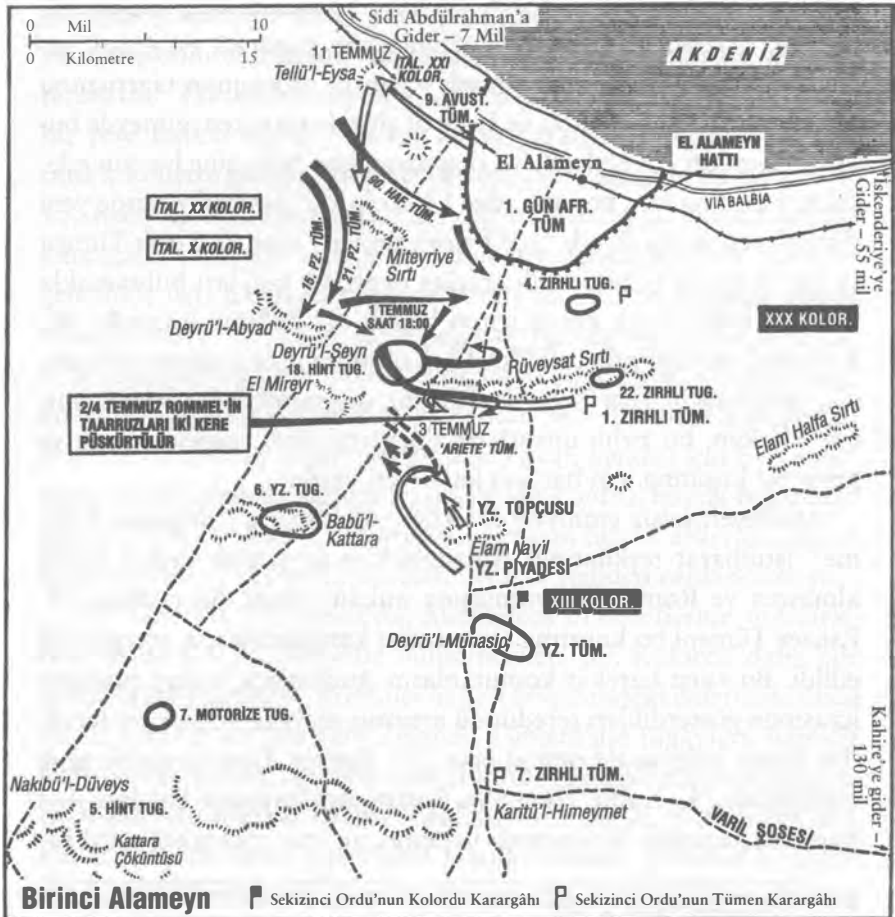 0 Mil 10
0 Kilometre 15
Sidi Abdülrahman'a
Gider – 7 Mil
AKDENİZ
11 TEMMUZ
Tellü'l-Eysa
İTAL. XXI
KOLOR.
9. AVUST.
TÜM.
EL ALAMEYN
HATTI
El Alameyn
VIA BALBIA
İskenderiye'ye
Gider – 55 mil
90. HAF. TÜM.
1. GÜN AFR.
TÜM
İTAL. XX KOLOR.
İTAL. X KOLOR.
15. PZ. TÜM.
21. PZ. TÜM.
Miteyriye
Sırtı
4. ZIRHLI TUG.
XXX KOLOR.
1 TEMMUZ
SAAT 18:00
Deyrü'l-Abyad
Deyrü'l-Şeyn
18. HİNT TUG.
Rüveysat Sırtı
El Mireyr
22. ZIRHLI TUG.
1. ZIRHLI TÜM.
2/4 TEMMUZ ROMMEL'İN
TAARRUZLARI İKİ KERE
PÜSKÜRTÜLÜR
3 TEMMUZ
'ARIETE' TÜM.
Elam Halfa Sırtı
6. YZ. TUG.
Babü'l-
Kattara
YZ. TOPÇUSU
Elam Nayil
YZ. PİYADESİ
XIII KOLOR.
Deyrü'l-Münasip
YZ. TÜM.
7. MOTORİZE TUG.
Kahire'ye gider –
130 mil
7. ZIRHLI TÜM.
Nakıbü'l-Düveys
5. HİNT TUG.
Karitü'l-Himeymet
VARİL ŞOSESİ
Kattara
Çöküntüsü
Birinci Alameyn
Sekizinci Ordu'nun Kolordu Karargâhı
Sekizinci Ordu'nun Tümen Karargâhı